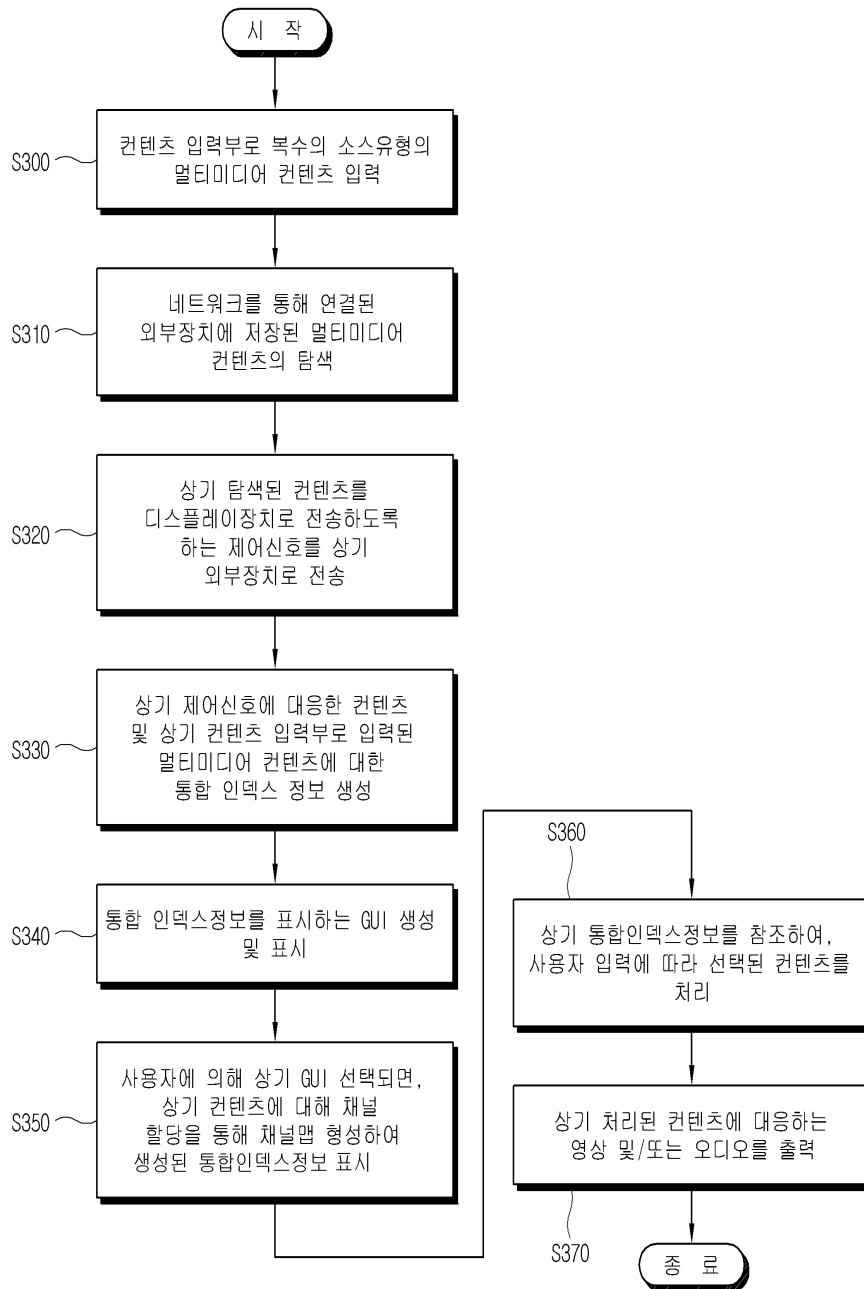 시 작
S300
컨텐츠 입력부로 복수의 소스유형의
멀티미디어 컨텐츠 입력
S310
네트워크를 통해 연결된
외부장치에 저장된 멀티미디어
컨텐츠의 탐색
S320
상기 탐색된 컨텐츠를
디스플레이장치로 전송하도록
하는 제어신호를 상기
외부장치로 전송
S330
상기 제어신호에 대응한 컨텐츠
및 상기 컨텐츠 입력부로 입력된
멀티미디어 컨텐츠에 대한
통합 인덱스 정보 생성
S340
통합 인덱스정보를 표시하는 GUI 생성
및 표시
S350
사용자에 의해 상기 GUI 선택되면,
상기 컨텐츠에 대해 채널
할당을 통해 채널맵 형성하여
생성된 통합인덱스정보 표시
S360
상기 통합인덱스정보를 참조하여,
사용자 입력에 따라 선택된 컨텐츠를
처리
상기 처리된 컨텐츠에 대응하는
영상 및/또는 오디오를 출력
S370
종 료